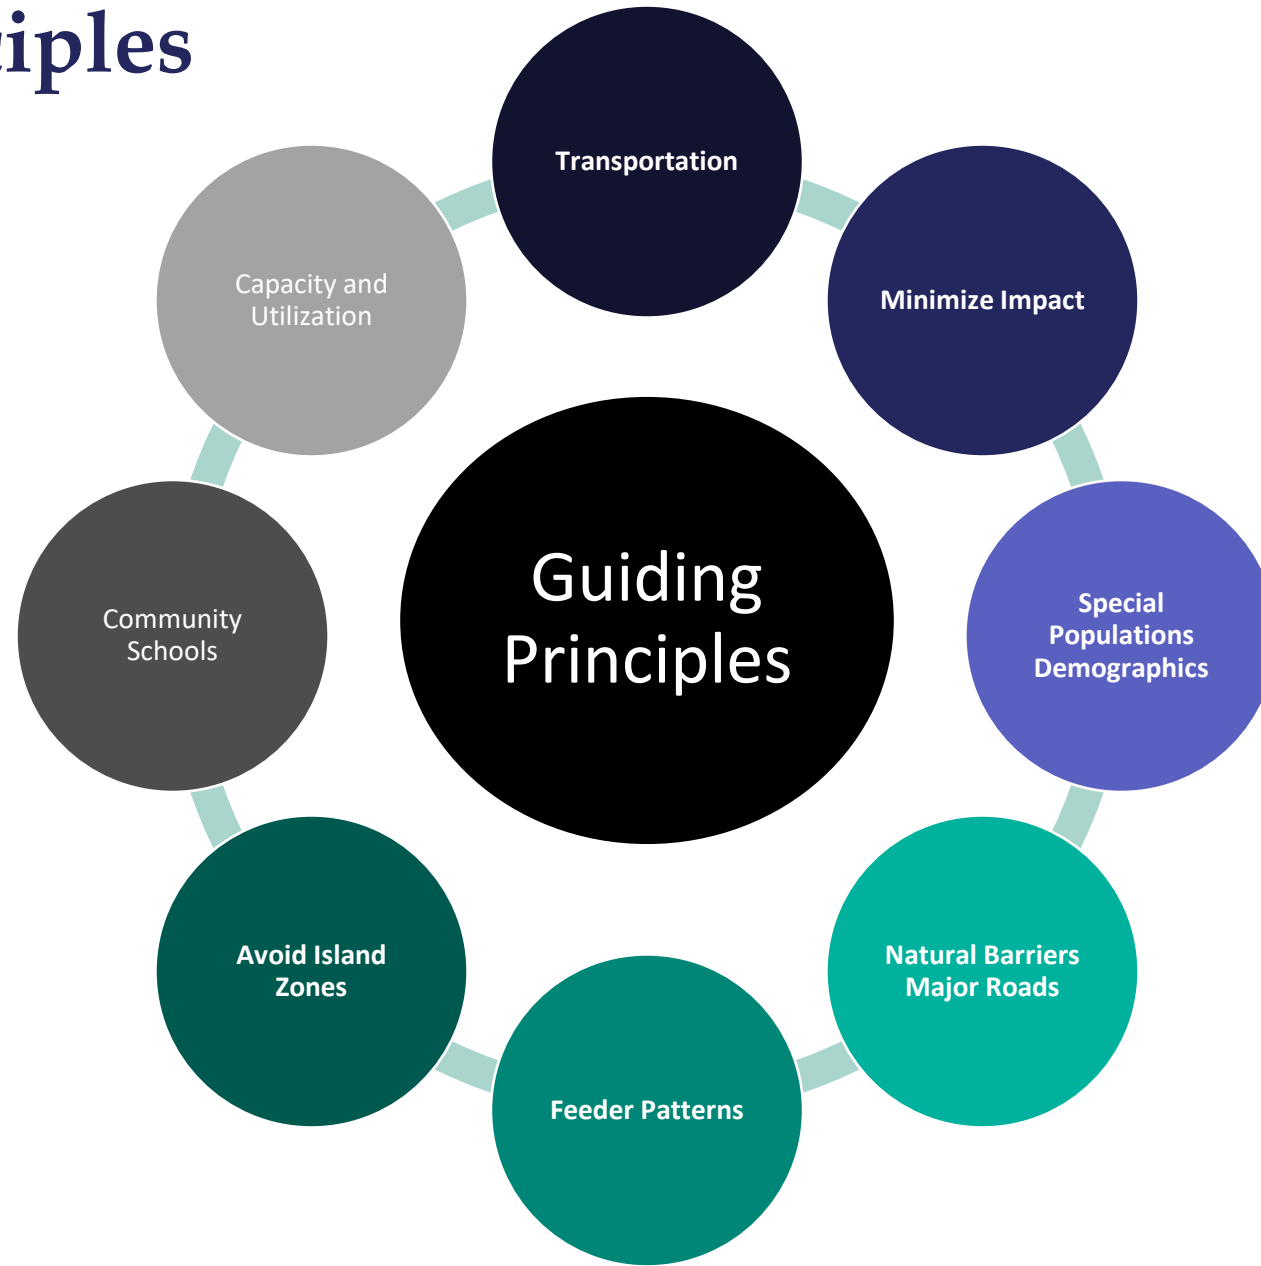 ciples
Transportation
Minimize Impact
Special
Populations
Demographics
Natural Barriers
Major Roads
Feeder Patterns
Avoid Island
Zones
Community
Schools
Capacity and
Utilization
Guiding
Principles